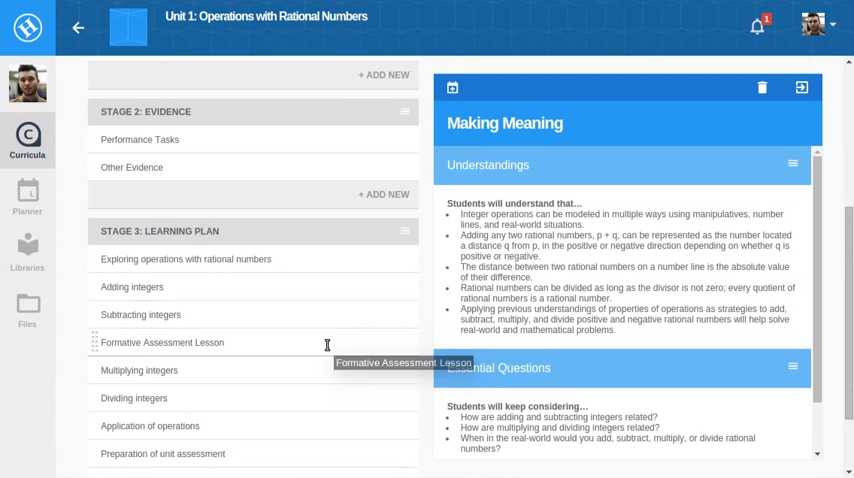 Unit 1: Operations with Rational Numbers
1
C
Curricula
L
Planner
Libraries
Files
+ ADD NEW
STAGE 2: EVIDENCE
Performance Tasks
Other Evidence
+ ADD NEW
STAGE 3: LEARNING PLAN
Exploring operations with rational numbers
Adding integers
Subtracting integers
Formative Assessment Lesson
Formative Assessment Lesson
Multiplying integers
Dividing integers
Application of operations
Preparation of unit assessment
Making Meaning
Understandings
Students will understand that…
• Integer operations can be modeled in multiple ways using manipulatives, number
lines, and real-world situations.
• Adding any two rational numbers, p + q, can be represented as the number located
a distance q from p, in the positive or negative direction depending on whether q is
positive or negative.
• The distance between two rational numbers on a number line is the absolute value
of their difference.
• Rational numbers can be divided as long as the divisor is not zero; every quotient of
rational numbers is a rational number.
• Applying previous understandings of properties of operations as strategies to add,
subtract, multiply, and divide positive and negative rational numbers will help solve
real-world and mathematical problems.
Essential Questions
Students will keep considering…
• How are adding and subtracting integers related?
• How are multiplying and dividing integers related?
• When in the real-world would you add, subtract, multiply, or divide rational
numbers?